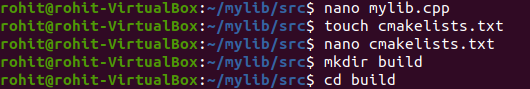 rohit@rohit-VirtualBox:~/mylib/src$ nano mylib.cpp
rohit@rohit-VirtualBox:~/mylib/src$ touch cmakelists.txt
rohit@rohit-VirtualBox:~/mylib/src$ nano cmakelists.txt
rohit@rohit-VirtualBox:~/mylib/src$ mkdir build
rohit@rohit-VirtualBox:~/mylib/src$ cd build